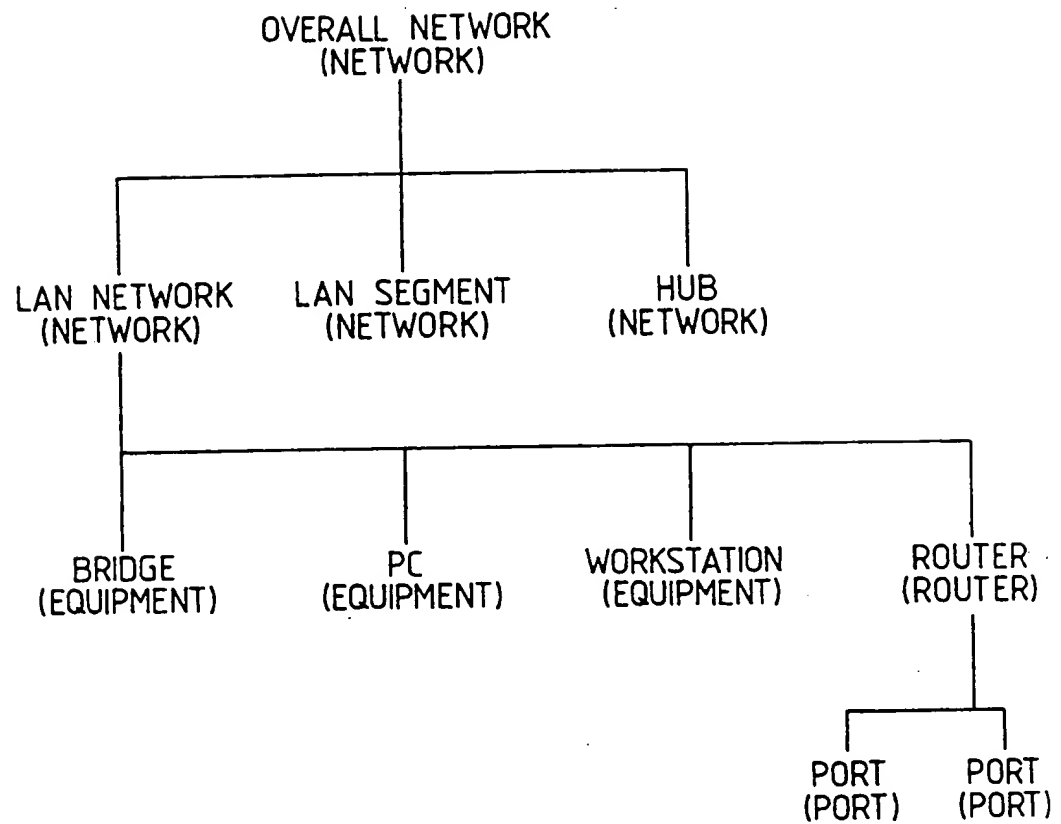 OVERALL NETWORK
(NETWORK)
LAN NETWORK
(NETWORK)
LAN SEGMENT
(NETWORK)
HUB
(NETWORK)
BRIDGE
(EQUIPMENT)
PC
(EQUIPMENT)
WORKSTATION
(EQUIPMENT)
ROUTER
(ROUTER)
PORT
(PORT)
PORT
(PORT)